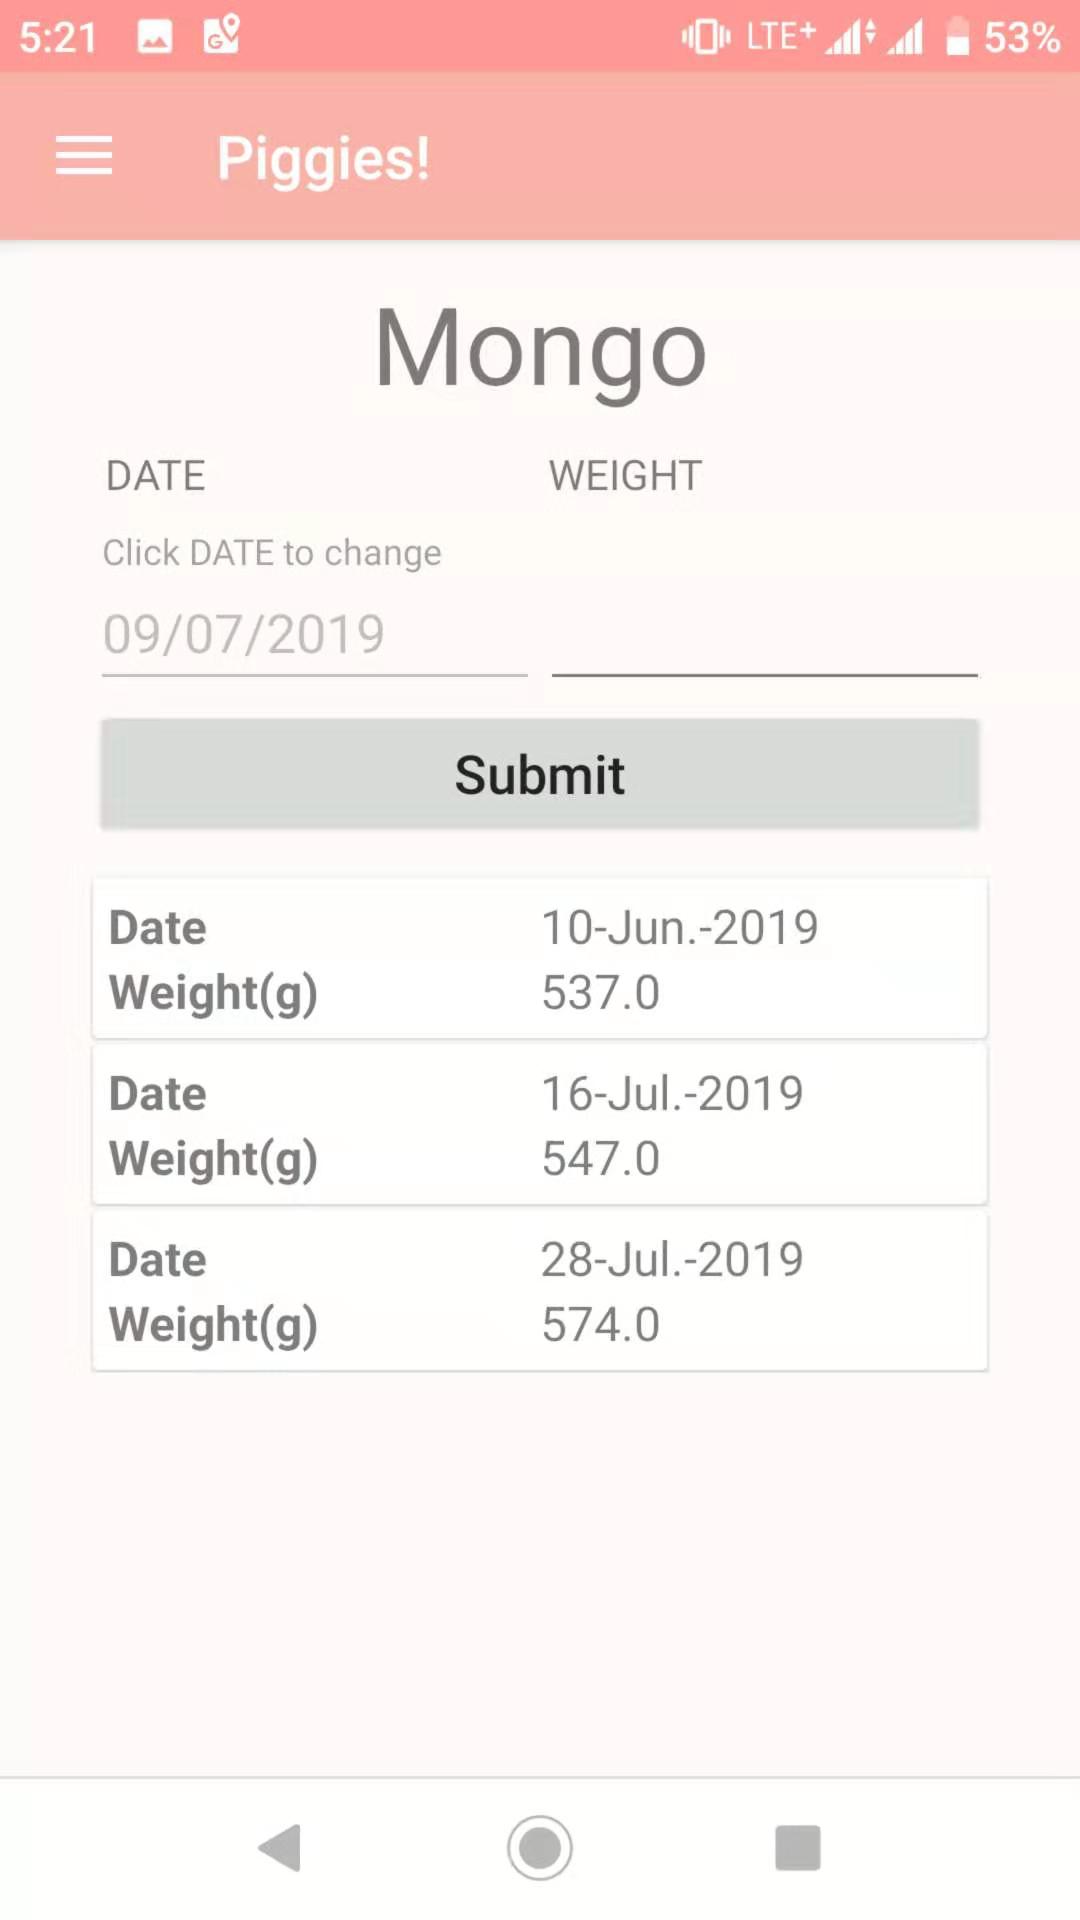 5:21 LTE+ 53%
Piggies!
Mongo
DATE WEIGHT
Click DATE to change
09/07/2019
Submit
Date 10-Jun.-2019
Weight(g) 537.0
Date 16-Jul.-2019
Weight(g) 547.0
Date 28-Jul.-2019
Weight(g) 574.0